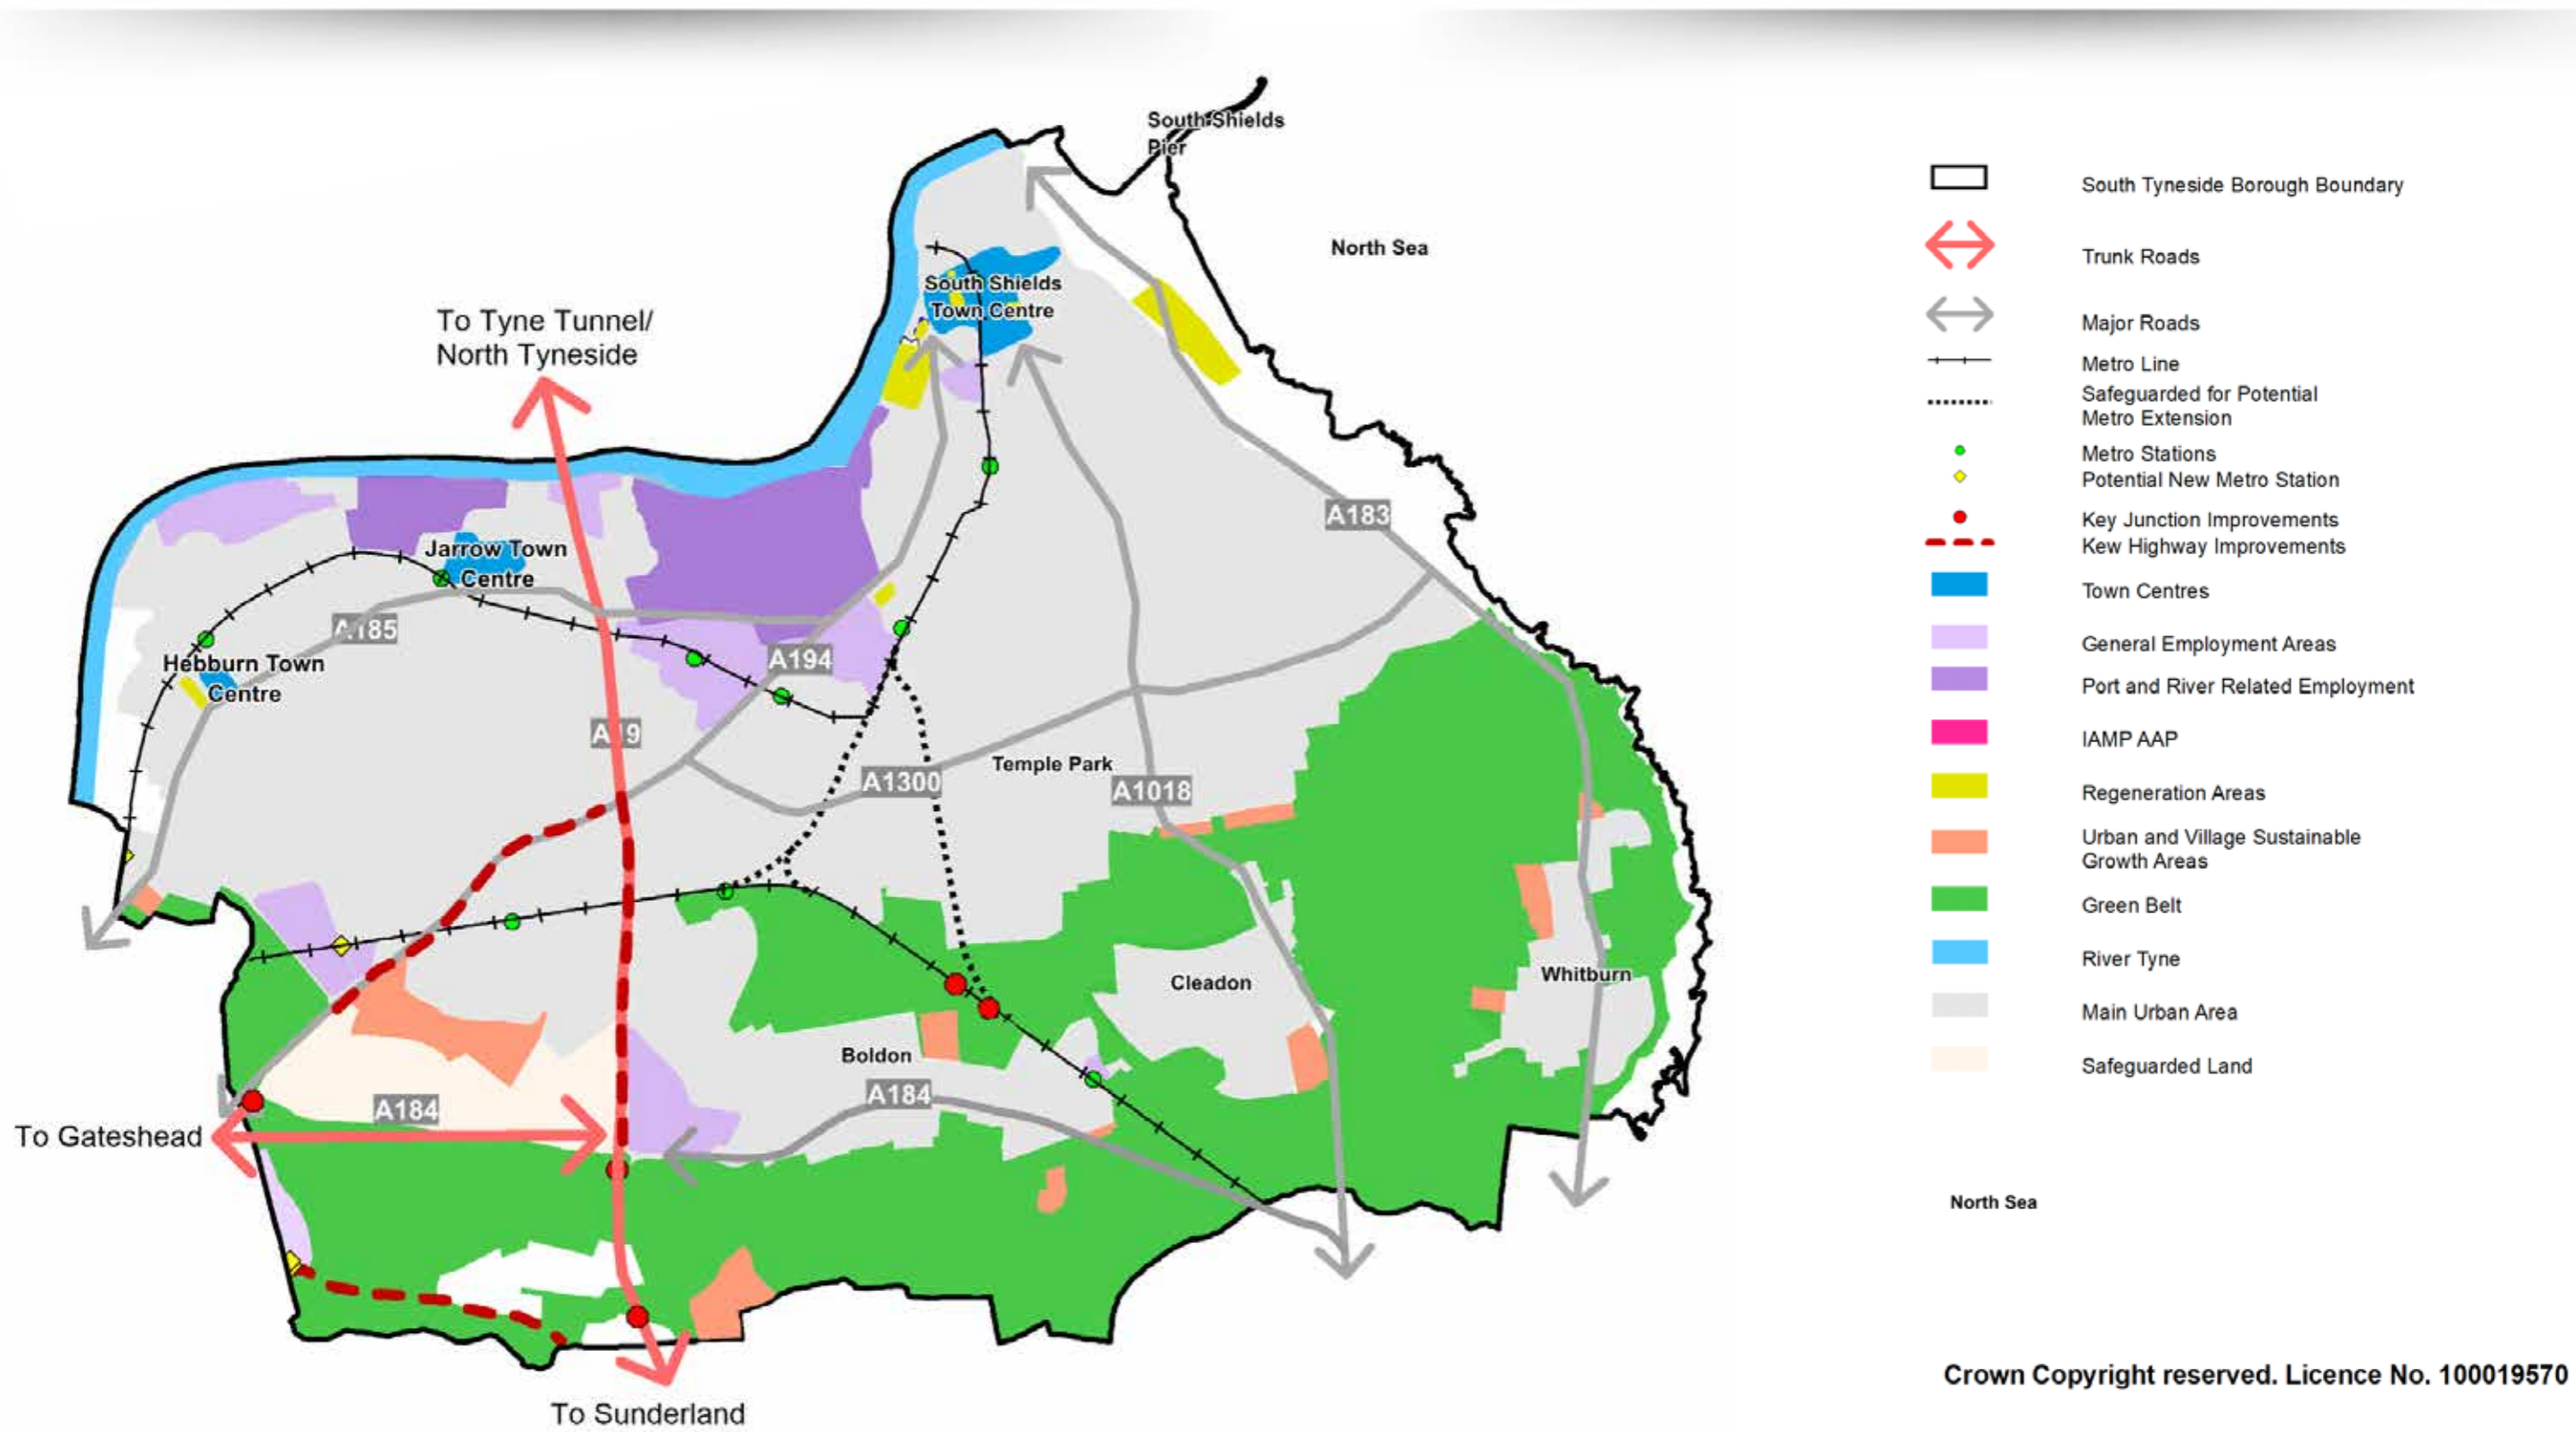 South Shields
Pier
North Sea
South Shields
Town Centre
To Tyne Tunnel/
North Tyneside
A183
Jarrow Town
Centre
A185
Hebburn Town
Centre
A194
A19
Temple Park
A1300
A1018
Cleadon
Whitburn
Boldon
A184
A184
To Gateshead
To Sunderland
South Tyneside Borough Boundary
Trunk Roads
Major Roads
Metro Line
Safeguarded for Potential
Metro Extension
Metro Stations
Potential New Metro Station
Key Junction Improvements
Kew Highway Improvements
Town Centres
General Employment Areas
Port and River Related Employment
IAMP AAP
Regeneration Areas
Urban and Village Sustainable
Growth Areas
Green Belt
River Tyne
Main Urban Area
Safeguarded Land
North Sea
Crown Copyright reserved. Licence No. 100019570